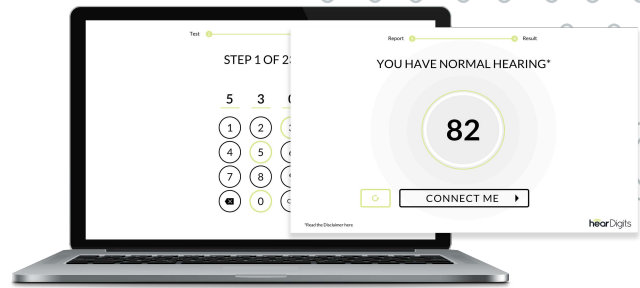 Test
STEP 1 OF 2
5 3
1 2
4 5
7 8
0
Report Result
YOU HAVE NORMAL HEARING*
82
CONNECT ME
*Read the Disclaimer here
hearDigits